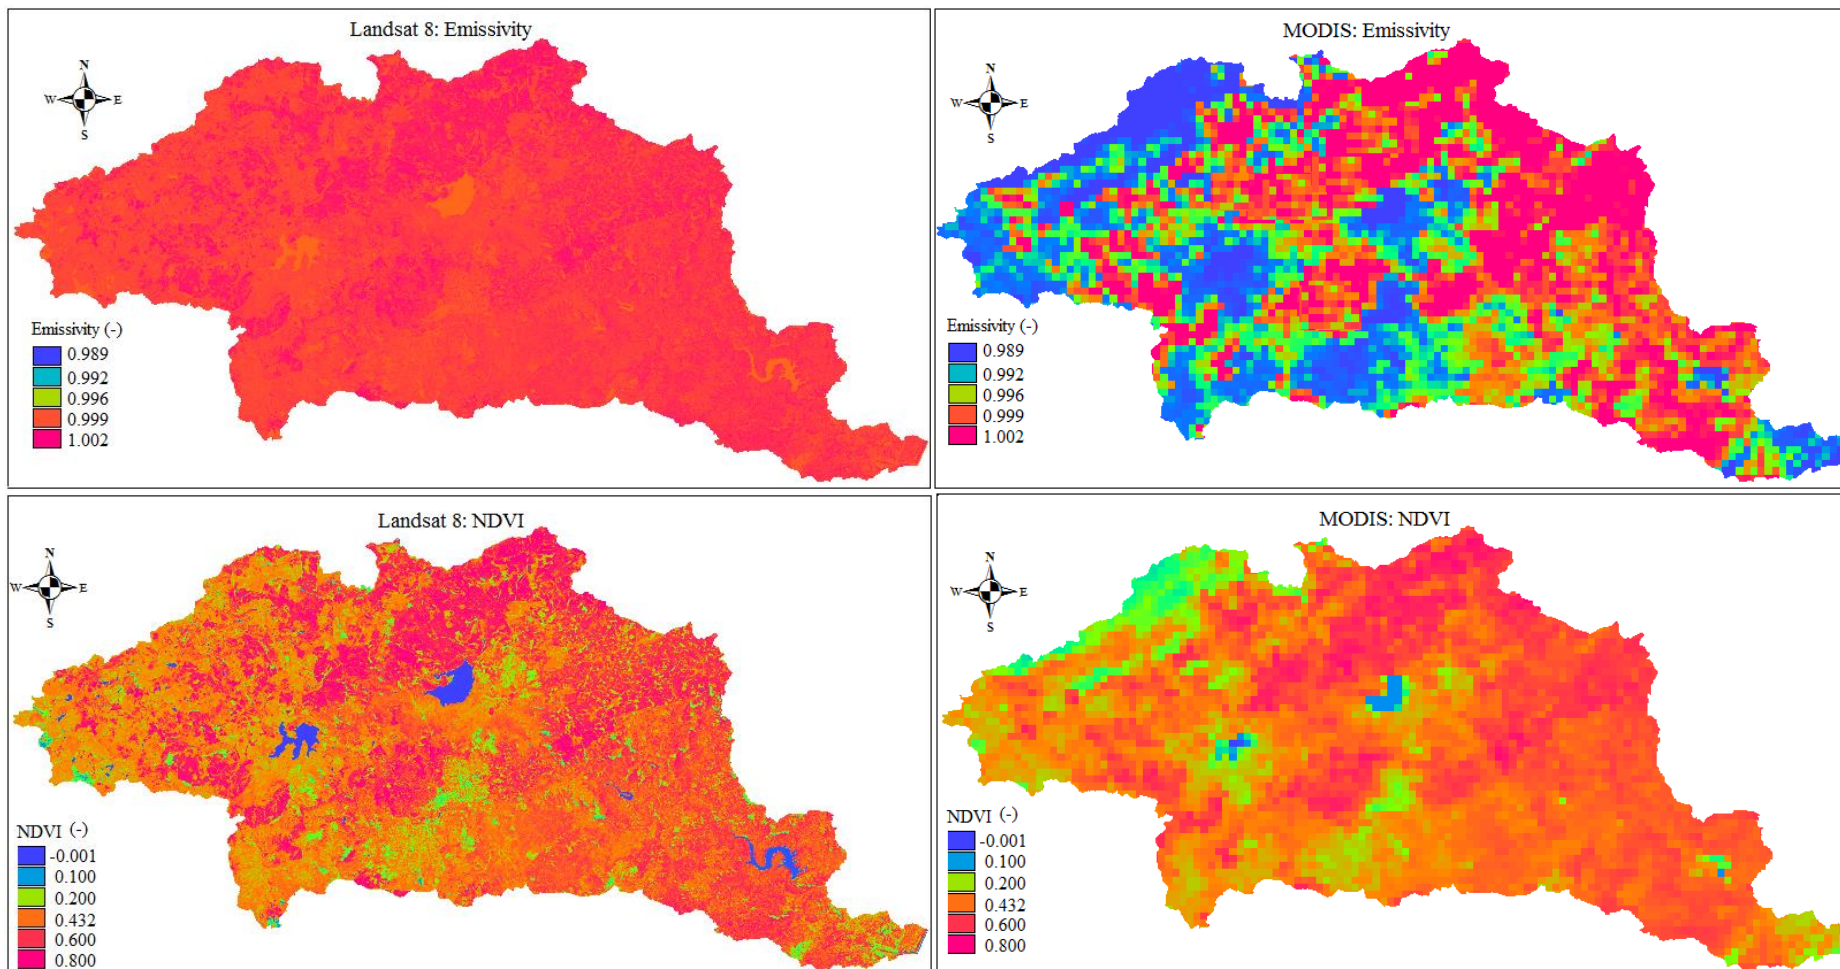 Landsat 8: Emissivity
N
W E
S
Emissivity (-)
0.989
0.992
0.996
0.999
1.002
MODIS: Emissivity
N
W E
S
Emissivity (-)
0.989
0.992
0.996
0.999
1.002
Landsat 8: NDVI
N
W E
S
NDVI (-)
-0.001
0.100
0.200
0.432
0.600
0.800
MODIS: NDVI
N
W E
S
NDVI (-)
-0.001
0.100
0.200
0.432
0.600
0.800